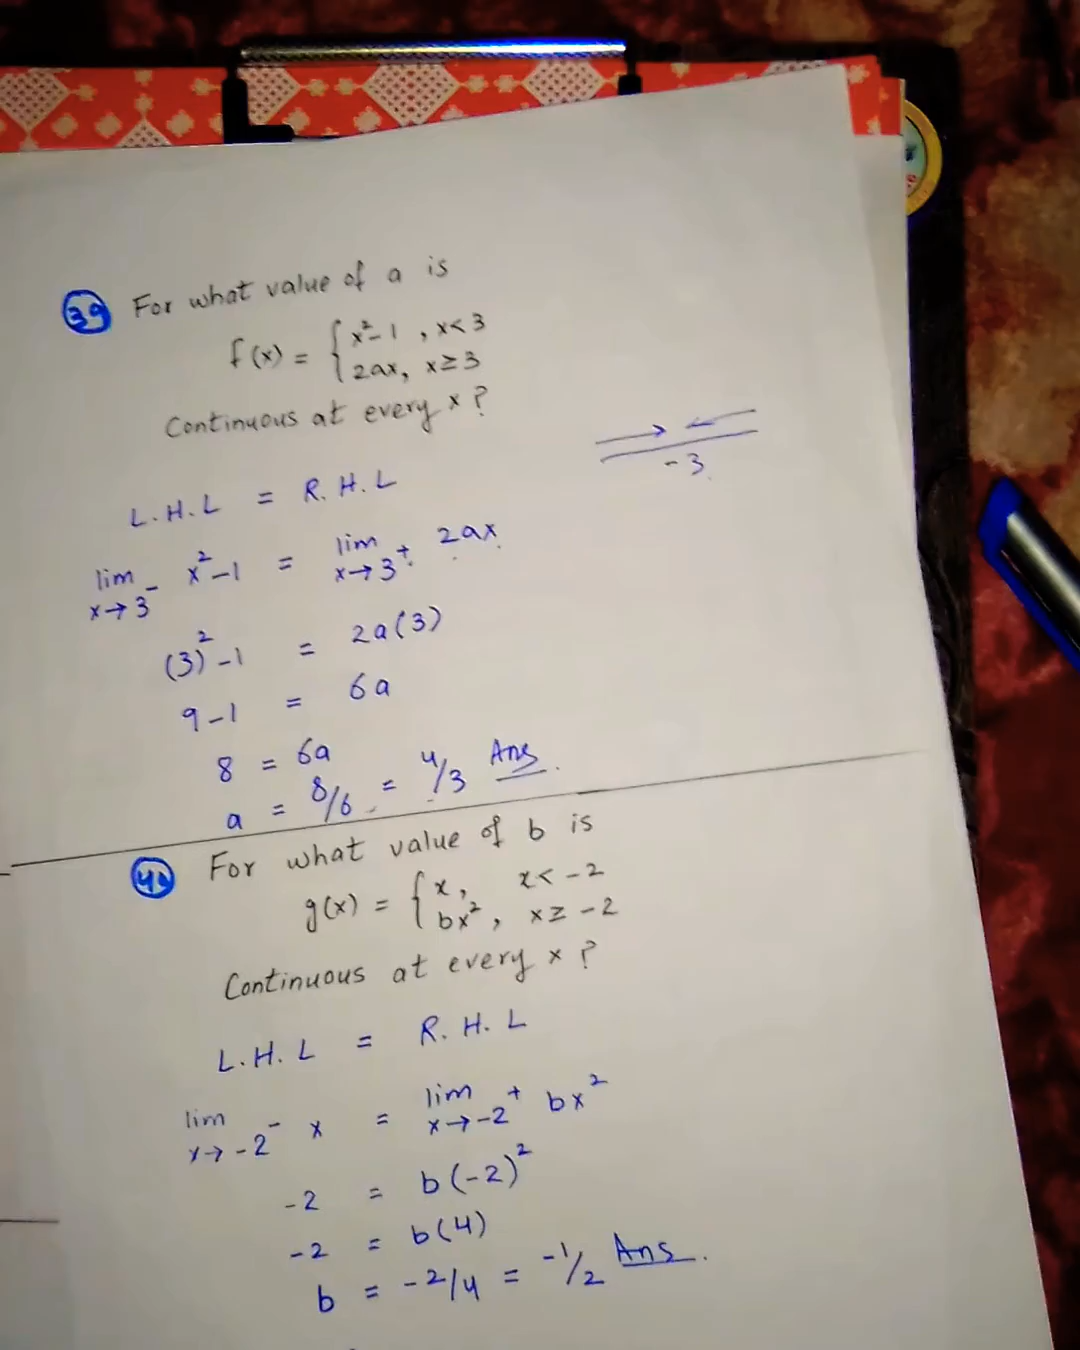 39 For what value of a is
f(x) = { x²-1 , x<3
2ax, x≥3
Continuous at every x ?
L.H.L = R.H.L
-3
lim x→3⁻ x²-1 = lim x→3⁺ 2ax
(3)²-1 = 2a(3)
9-1 = 6a
8 = 6a
a = 8/6 = 4/3 Ans.
40 For what value of b is
g(x) = { x, x<-2
bx², x≥-2
Continuous at every x ?
L.H.L = R.H.L
lim x→-2⁻ x = lim x→-2⁺ bx²
-2 = b(-2)²
-2 = b(4)
b = -2/4 = -1/2 Ans.